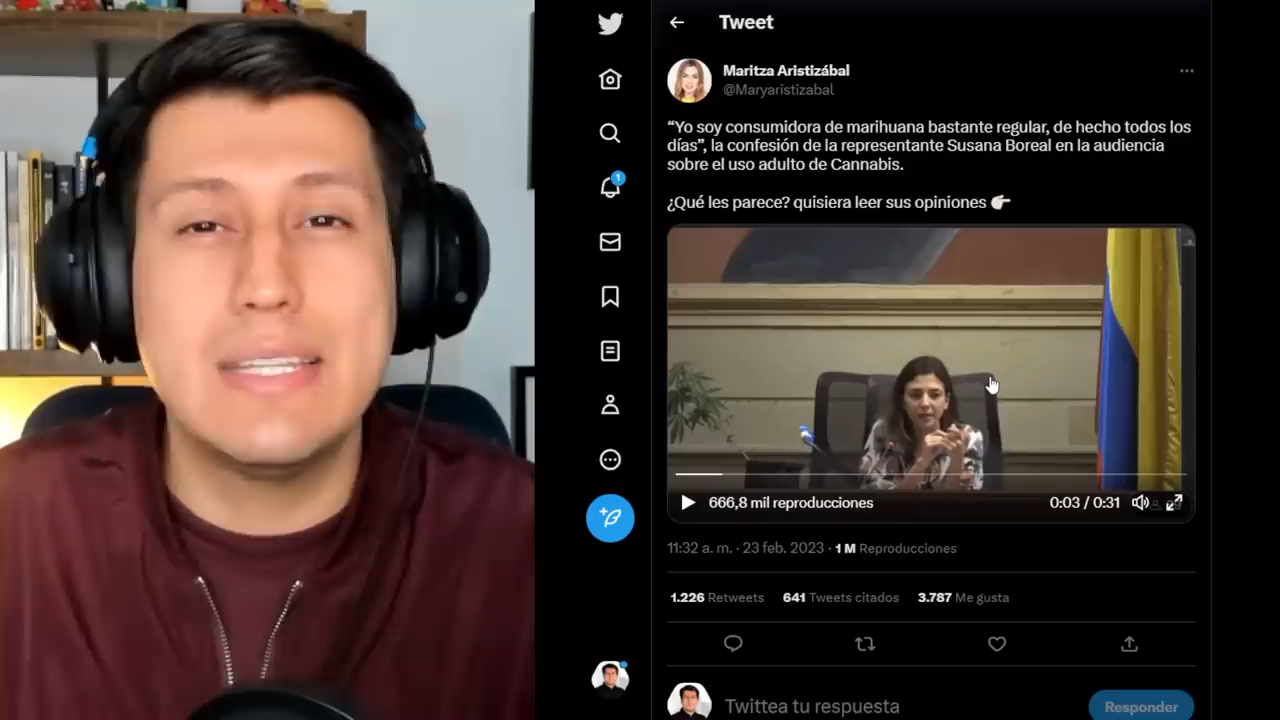 Tweet
Maritza Aristizábal
@Maryaristizabal
“Yo soy consumidora de marihuana bastante regular, de hecho todos los
días”, la confesión de la representante Susana Boreal en la audiencia
sobre el uso adulto de Cannabis.
¿Qué les parece? quisiera leer sus opiniones 👉
1
666,8 mil reproducciones
0:03 / 0:31
11:32 a. m. · 23 feb. 2023 · 1 M Reproducciones
1.226 Retweets 641 Tweets citados 3.787 Me gusta
Twittea tu respuesta
Responder